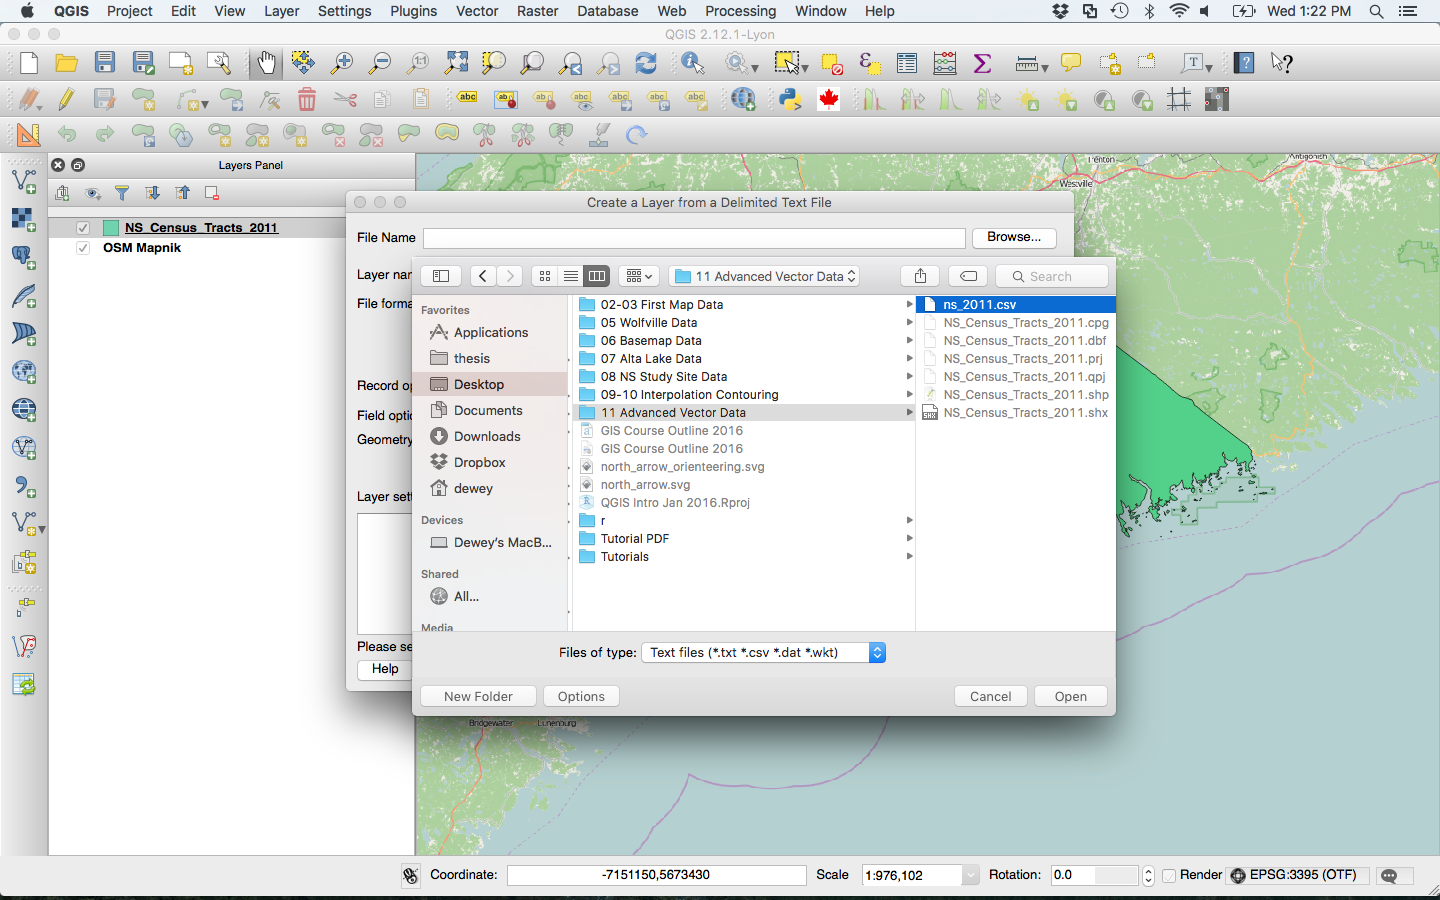 QGIS Project Edit View Layer Settings Plugins Vector Raster Database Web Processing Window Help Wed 1:22 PM
QGIS 2.12.1-Lyon
Layers Panel
NS_Census_Tracts_2011
OSM Mapnik
Trenton
Antigonish
Westville
Create a Layer from a Delimited Text File
File Name Browse...
Layer nar
File forma
Record op
Field optic
Geometry
Layer sett
Please se
Help
11 Advanced Vector Data Search
Favorites
Applications
thesis
Desktop
Documents
Downloads
Dropbox
dewey
Devices
Dewey's MacB...
Shared
All...
Media
02-03 First Map Data
05 Wolfville Data
06 Basemap Data
07 Alta Lake Data
08 NS Study Site Data
09-10 Interpolation Contouring
11 Advanced Vector Data
GIS Course Outline 2016
GIS Course Outline 2016
north_arrow_orienteering.svg
north_arrow.svg
QGIS Intro Jan 2016.Rproj
r
Tutorial PDF
Tutorials
ns_2011.csv
NS_Census_Tracts_2011.cpg
NS_Census_Tracts_2011.dbf
NS_Census_Tracts_2011.prj
NS_Census_Tracts_2011.qpj
NS_Census_Tracts_2011.shp
NS_Census_Tracts_2011.shx
Files of type: Text files (*.txt *.csv *.dat *.wkt)
New Folder Options Cancel Open
Bridgewater Lunenburg
Coordinate: -7151150,5673430 Scale 1:976,102 Rotation: 0.0 Render EPSG:3395 (OTF)